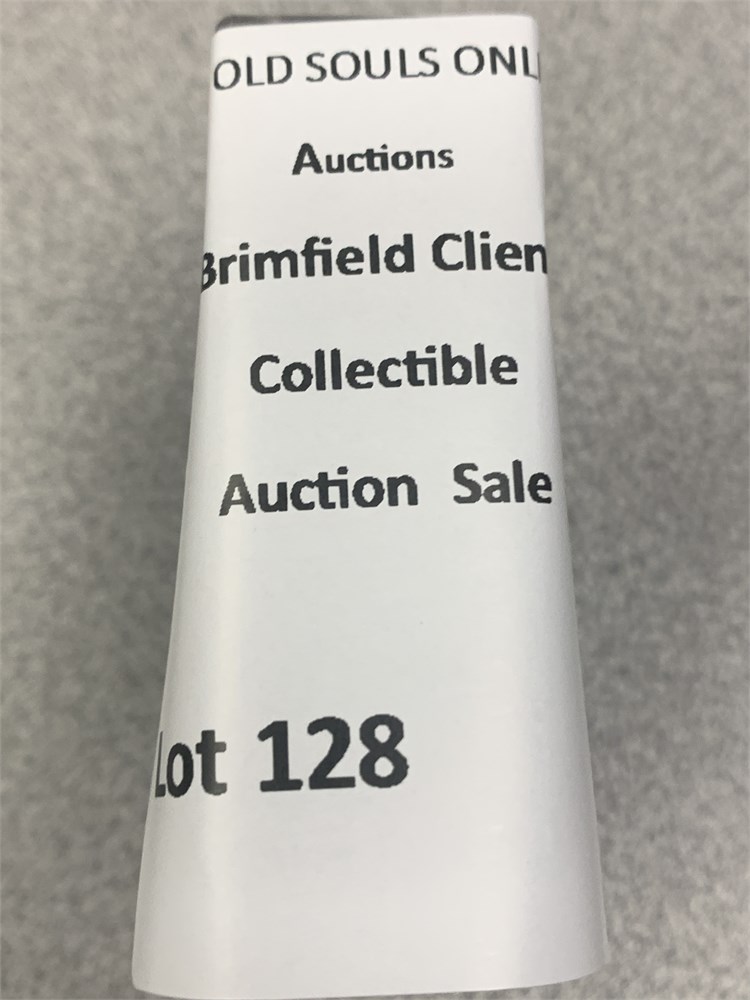 OLD SOULS ONL
Auctions
Brimfield Clien
Collectible
Auction Sale
Lot 128